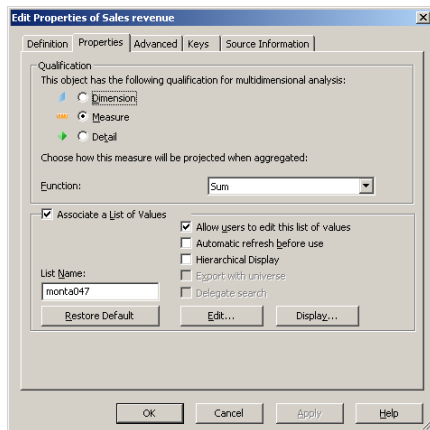 Edit Properties of Sales revenue
Definition Properties Advanced Keys Source Information
Qualification
This object has the following qualification for multidimensional analysis:
Dimension
Measure
Detail
Choose how this measure will be projected when aggregated:
Function: Sum
Associate a List of Values
Allow users to edit this list of values
Automatic refresh before use
Hierarchical Display
List Name: Export with universe
monta047 Delegate search
Restore Default Edit... Display...
OK Cancel Apply Help